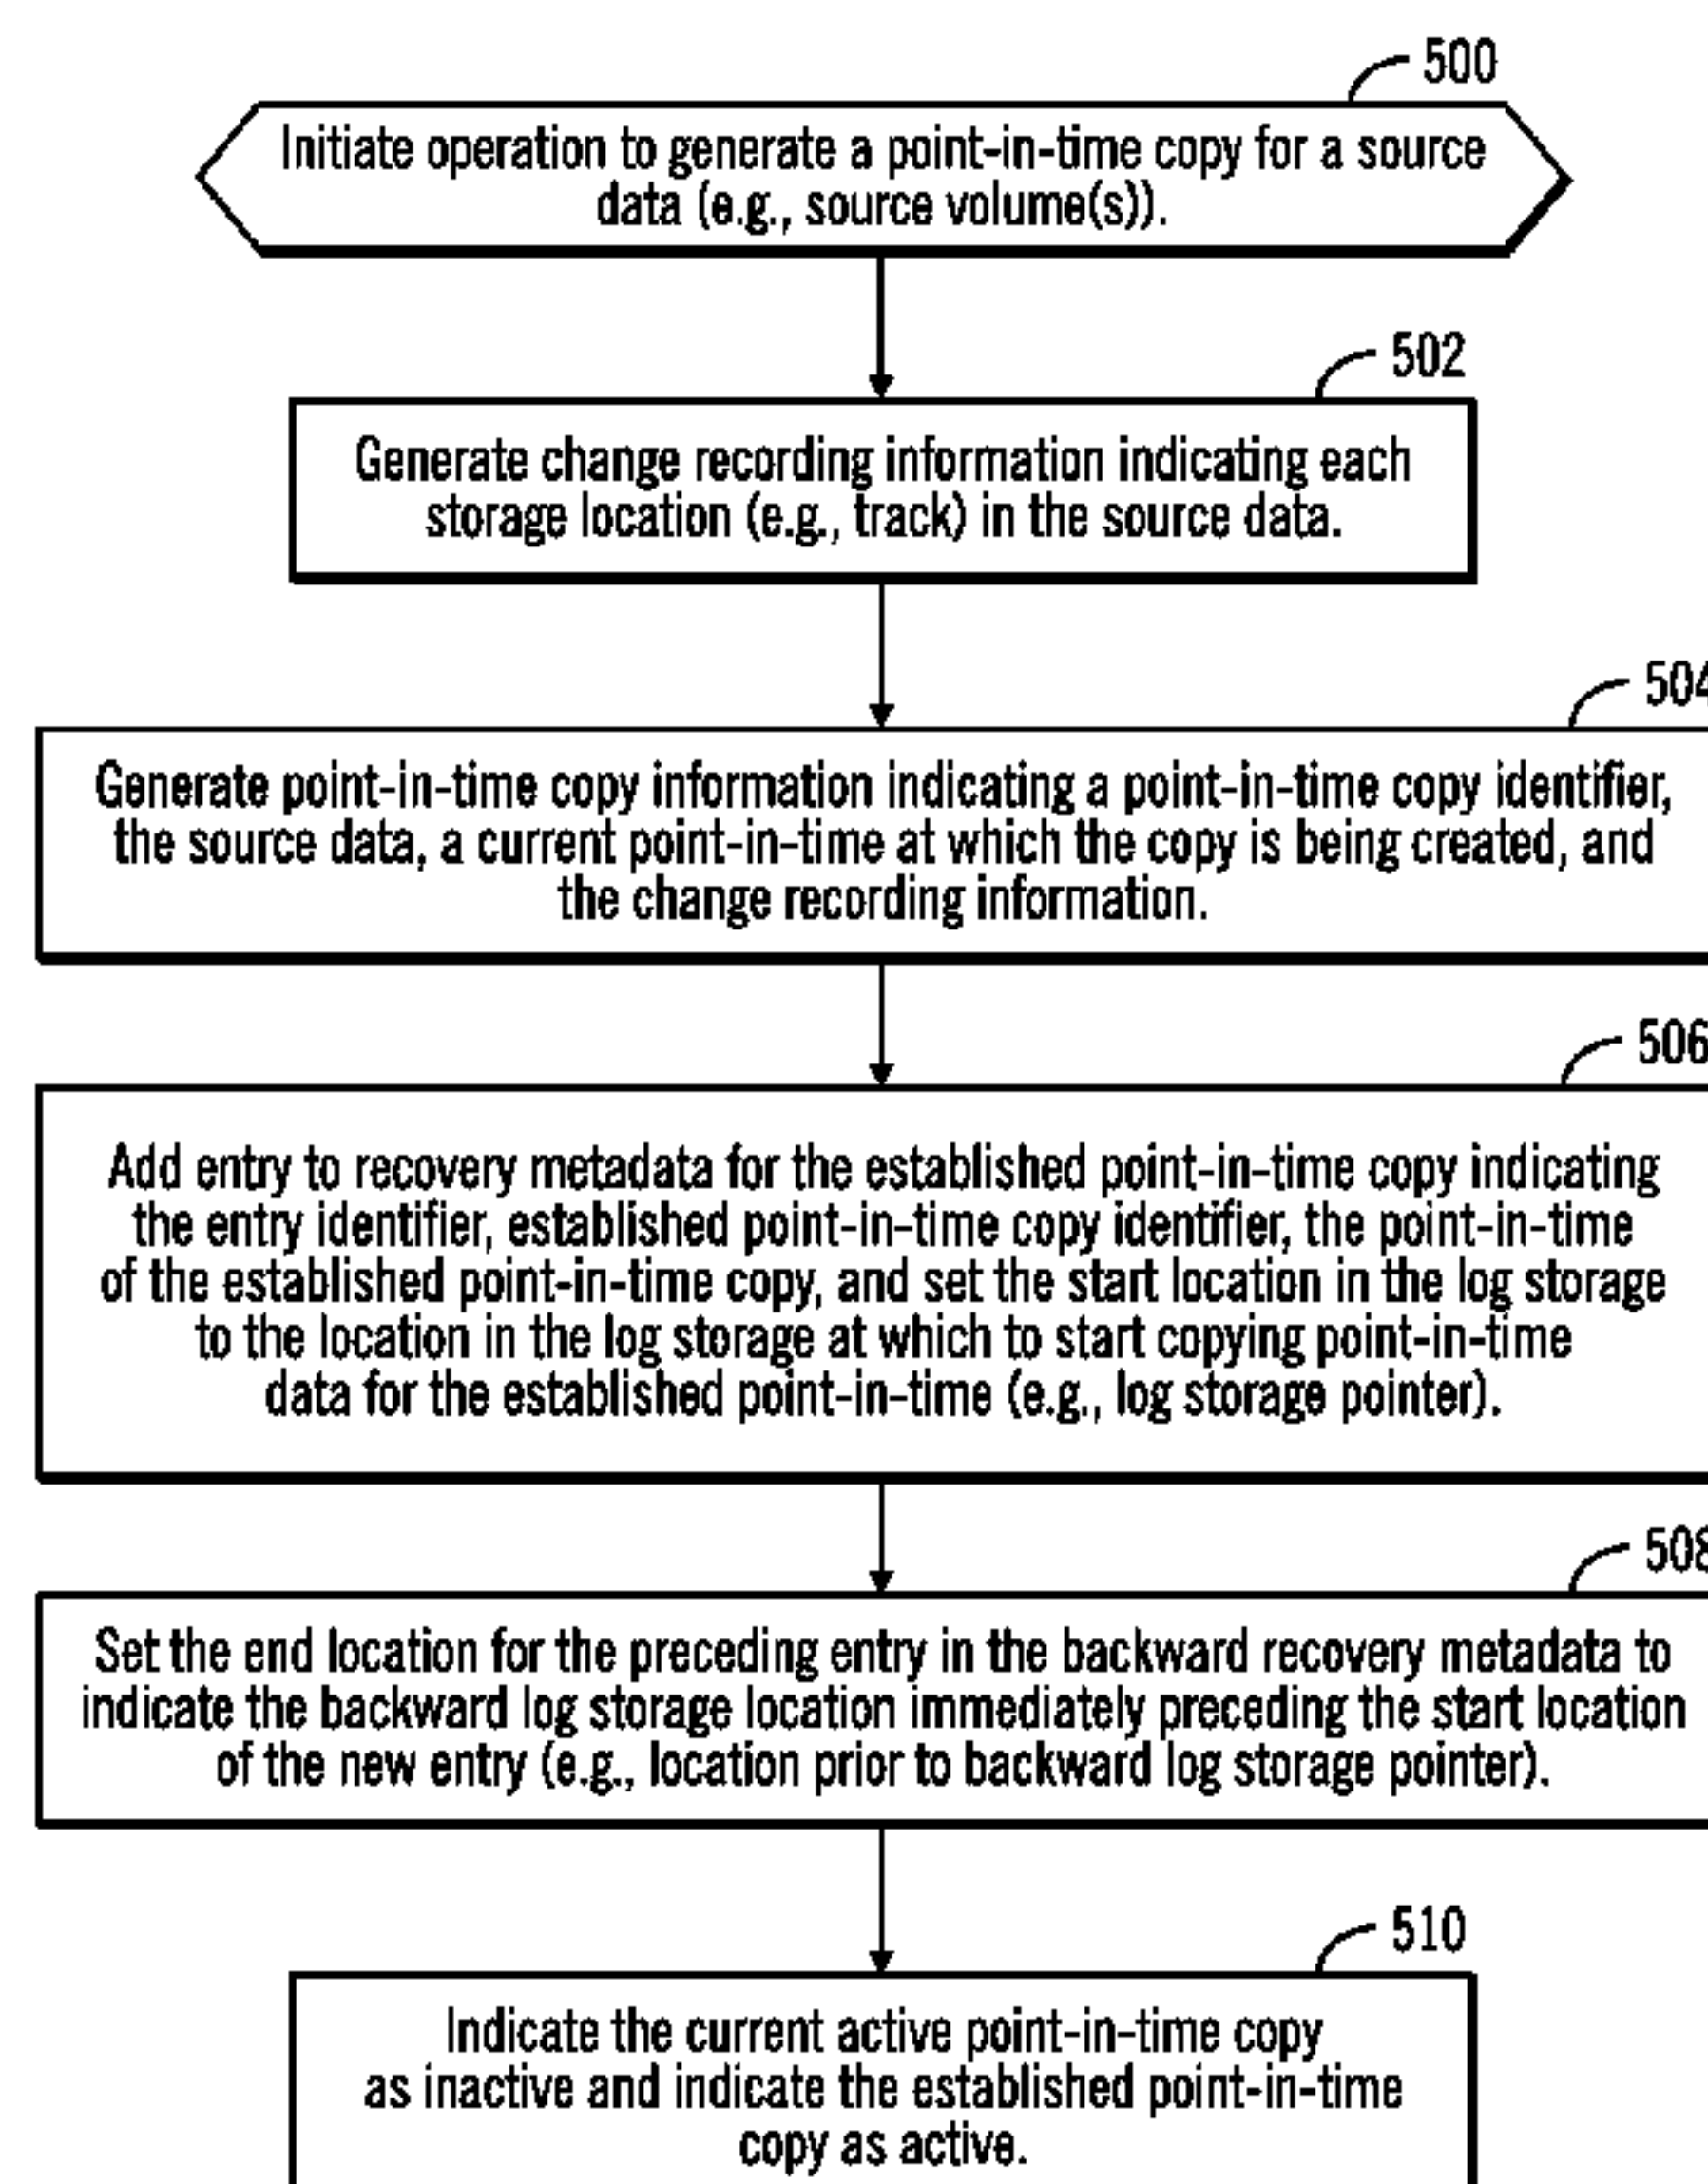 500
Initiate operation to generate a point-in-time copy for a source
data (e.g., source volume(s)).
502
Generate change recording information indicating each
storage location (e.g., track) in the source data.
504
Generate point-in-time copy information indicating a point-in-time copy identifier,
the source data, a current point-in-time at which the copy is being created, and
the change recording information.
506
Add entry to recovery metadata for the established point-in-time copy indicating
the entry identifier, established point-in-time copy identifier, the point-in-time
of the established point-in-time copy, and set the start location in the log storage
to the location in the log storage at which to start copying point-in-time
data for the established point-in-time (e.g., log storage pointer).
508
Set the end location for the preceding entry in the backward recovery metadata to
indicate the backward log storage location immediately preceding the start location
of the new entry (e.g., location prior to backward log storage pointer).
510
Indicate the current active point-in-time copy
as inactive and indicate the established point-in-time
copy as active.